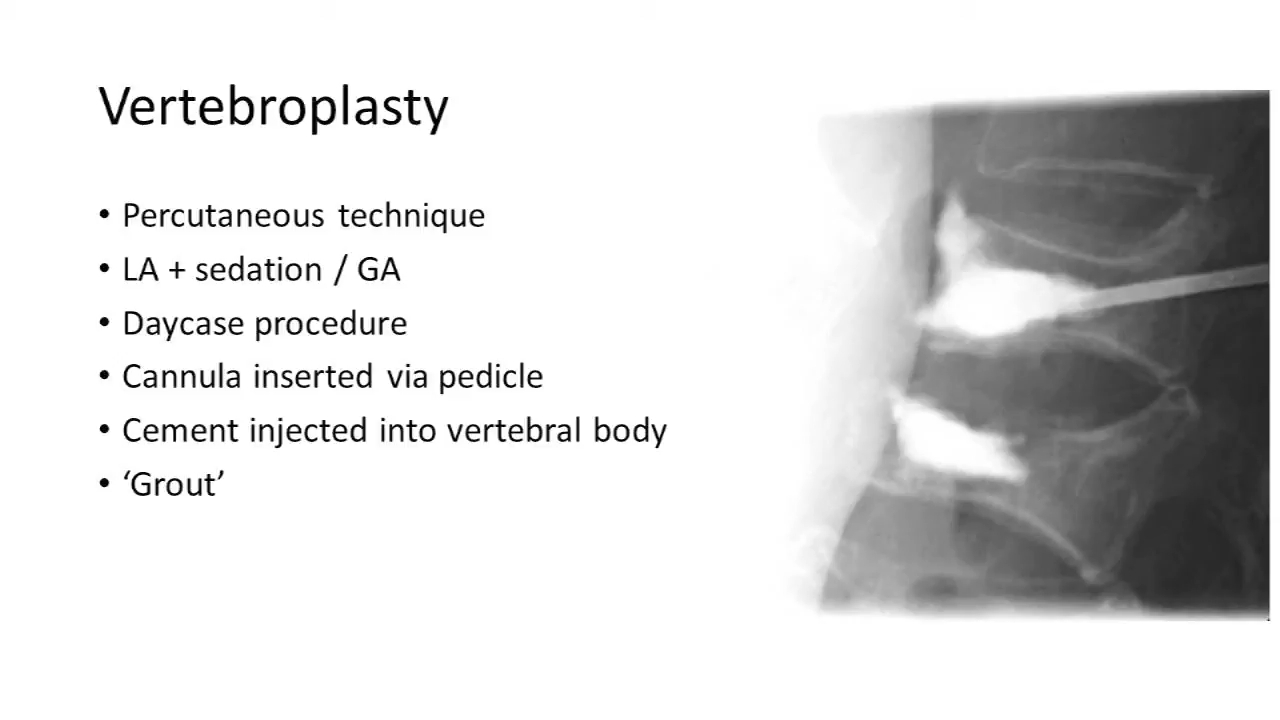 Vertebroplasty
• Percutaneous technique
• LA + sedation / GA
• Daycase procedure
• Cannula inserted via pedicle
• Cement injected into vertebral body
• ‘Grout’